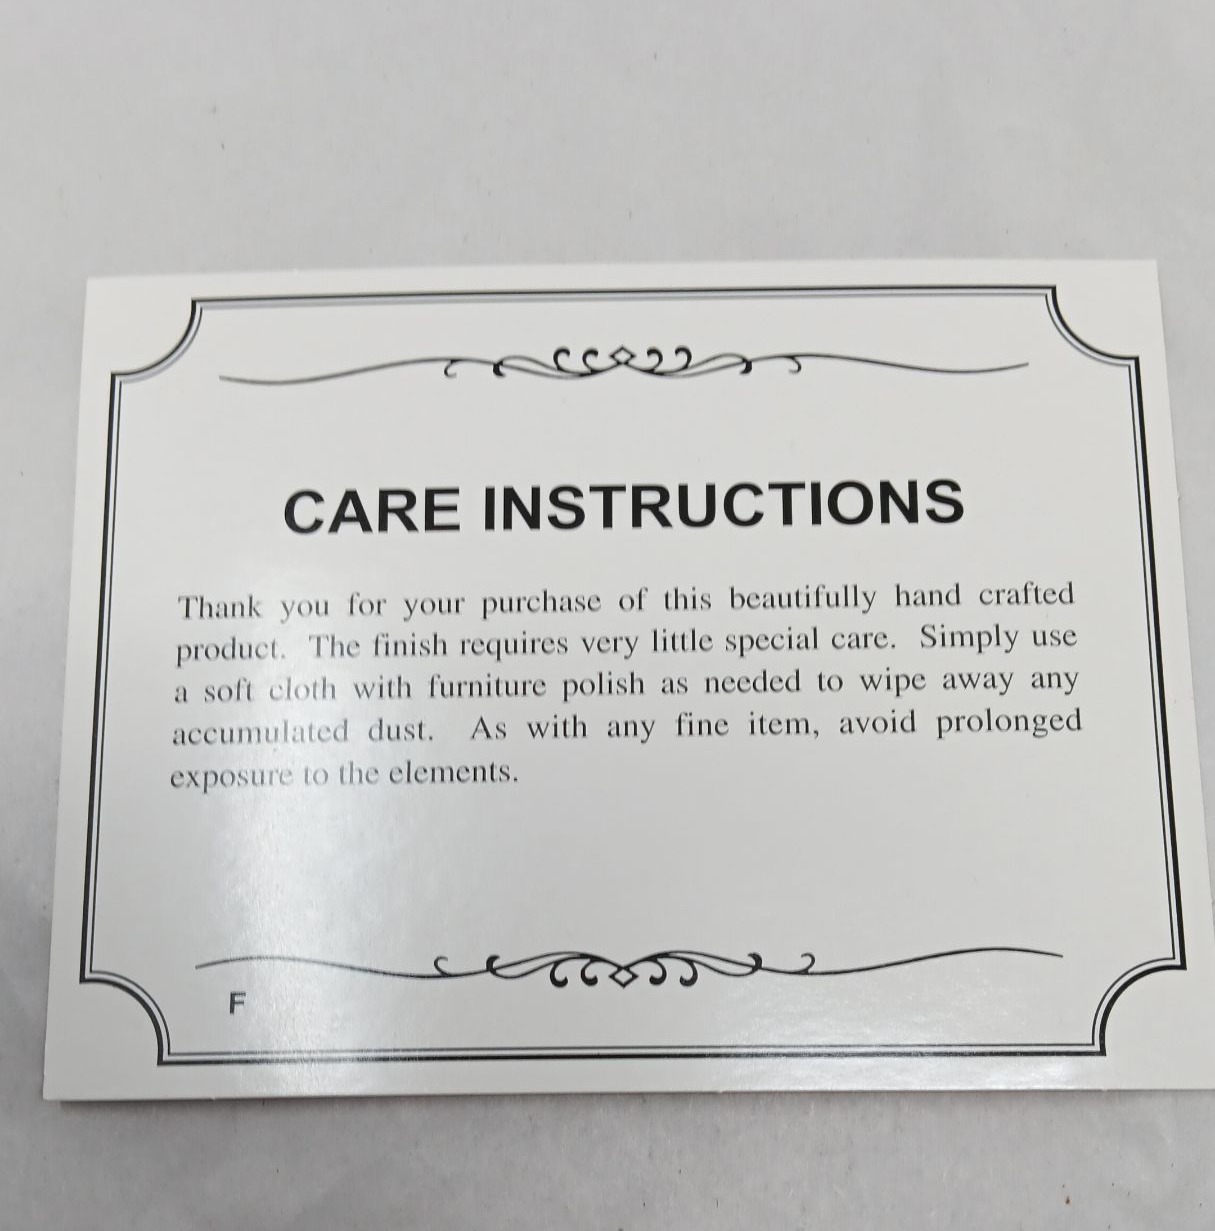 CARE INSTRUCTIONS
Thank you for your purchase of this beautifully hand crafted
product. The finish requires very little special care. Simply use
a soft cloth with furniture polish as needed to wipe away any
accumulated dust. As with any fine item, avoid prolonged
exposure to the elements.
F